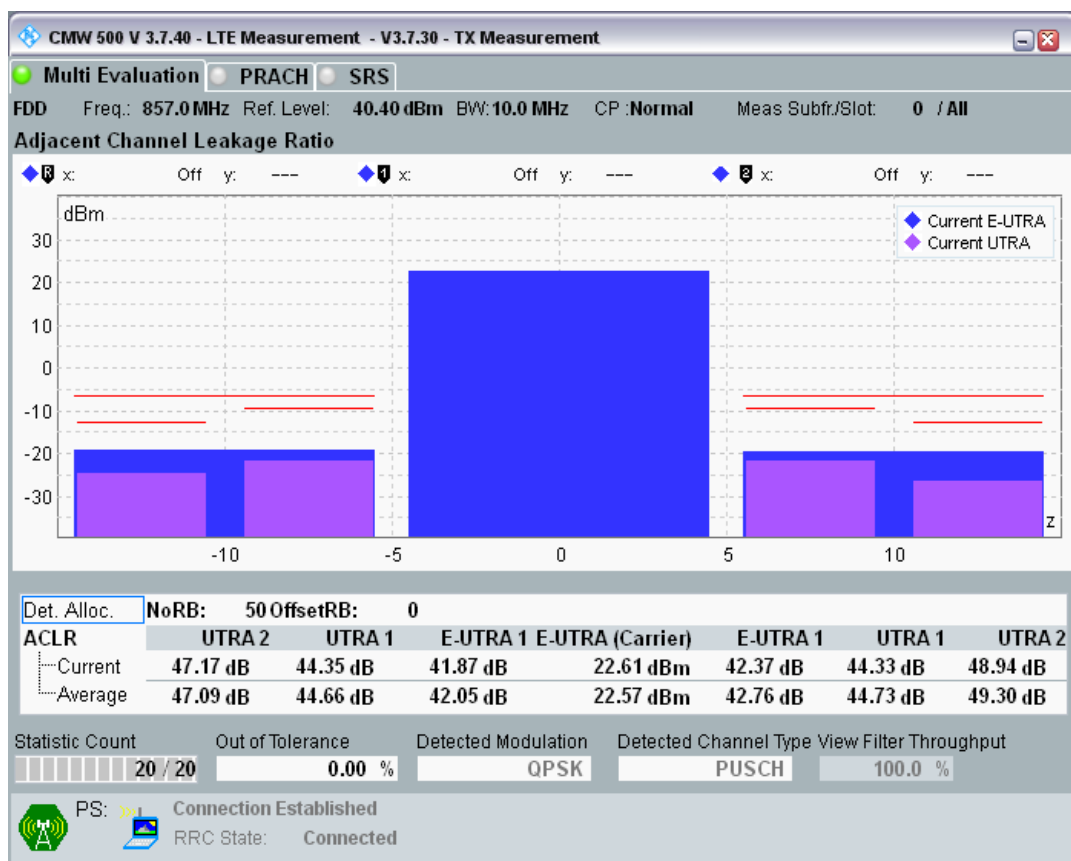 CMW 500 V 3.7.40 - LTE Measurement - V3.7.30 - TX Measurement
Multi Evaluation PRACH SRS
FDD Freq.: 857.0 MHz Ref. Level: 40.40 dBm BW: 10.0 MHz CP :Normal Meas Subfr./Slot: 0 / All
Adjacent Channel Leakage Ratio
R x: Off y: --- 1 x: Off y: --- 2 x: Off y: ---
dBm
Current E-UTRA
Current UTRA
30
20
10
0
-10
-20
-30
z
-10 -5 0 5 10
Det. Alloc. NoRB: 50 OffsetRB: 0
ACLR UTRA 2 UTRA 1 E-UTRA 1 E-UTRA (Carrier) E-UTRA 1 UTRA 1 UTRA 2
Current 47.17 dB 44.35 dB 41.87 dB 22.61 dBm 42.37 dB 44.33 dB 48.94 dB
Average 47.09 dB 44.66 dB 42.05 dB 22.57 dBm 42.76 dB 44.73 dB 49.30 dB
Statistic Count Out of Tolerance Detected Modulation Detected Channel Type View Filter Throughput
20 / 20 0.00 % QPSK PUSCH 100.0 %
PS: Connection Established
RRC State: Connected